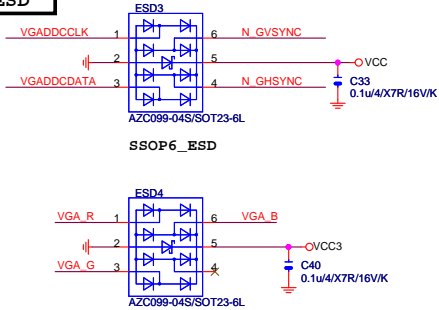 ESD
ESD3
VGADDCCLK 1 6 N_GVSYNC
2 5 VCC
VGADDCDATA 3 4 N_GHSYNC
C33
0.1u/4/X7R/16V/K
AZC099-04S/SOT23-6L
SSOP6_ESD
ESD4
VGA_R 1 6 VGA_B
2 5 VCC3
VGA_G 3 4
C40
0.1u/4/X7R/16V/K
AZC099-04S/SOT23-6L